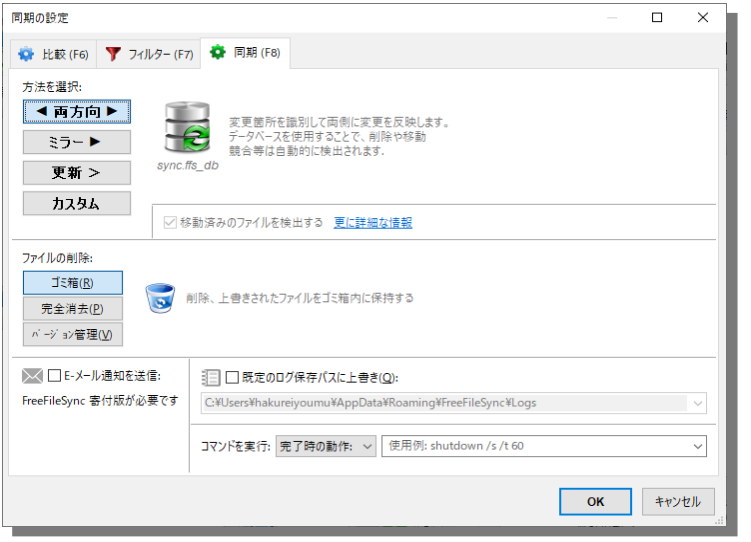 同期の設定
比較 (F6)
フィルター (F7)
同期 (F8)
方法を選択:
◀ 両方向 ▶
ミラー ▶
更新 >
カスタム
sync.ffs_db
変更箇所を識別して両側に変更を反映します。
データベースを使用することで、削除や移動
競合等は自動的に検出されます.
移動済みのファイルを検出する 更に詳細な情報
ファイルの削除:
ゴミ箱(R)
完全消去(P)
バージョン管理(V)
削除、上書きされたファイルをゴミ箱内に保持する
E-メール通知を送信:
FreeFileSync 寄付版が必要です
既定のログ保存パスに上書き(O):
C:¥Users¥hakureiyoumu¥AppData¥Roaming¥FreeFileSync¥Logs
コマンドを実行: 完了時の動作: 使用例: shutdown /s /t 60
OK
キャンセル